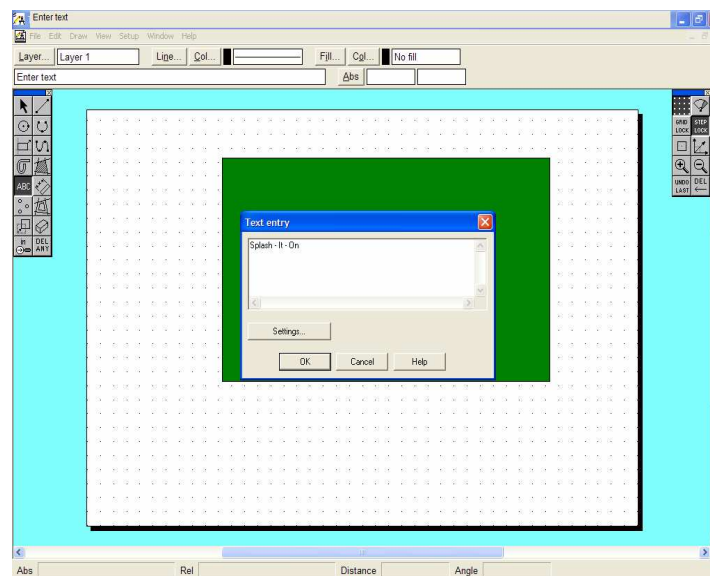 Enter text
File Edit Draw View Setup Window Help
Layer... Layer 1 Line... Col... Fill... Col... No fill
Enter text Abs
GRID LOCK STEP LOCK
ABC
UNDO LAST DEL
DEL ANY
Text entry
Splash - It - On
Settings...
OK Cancel Help
Abs Rel Distance Angle